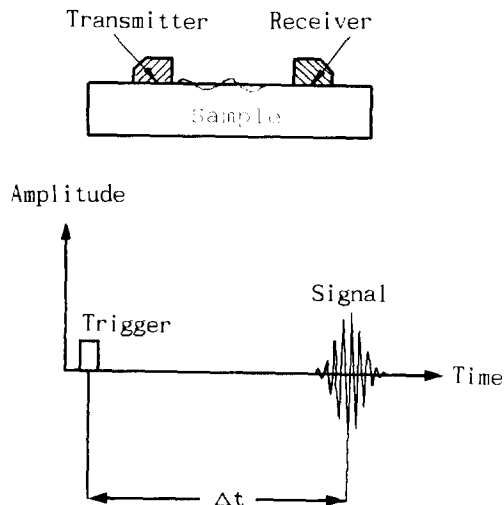 Transmitter Receiver
Sample
Amplitude
Signal
Trigger
Time
Δt